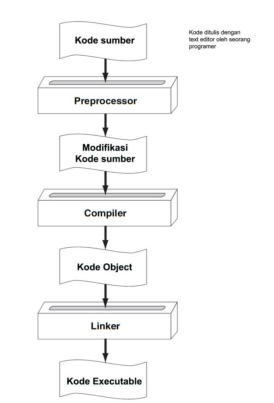 Kode sumber
Kode ditulis dengan
text editor oleh seorang
programer
Preprocessor
Modifikasi
Kode sumber
Compiler
Kode Object
Linker
Kode Executable